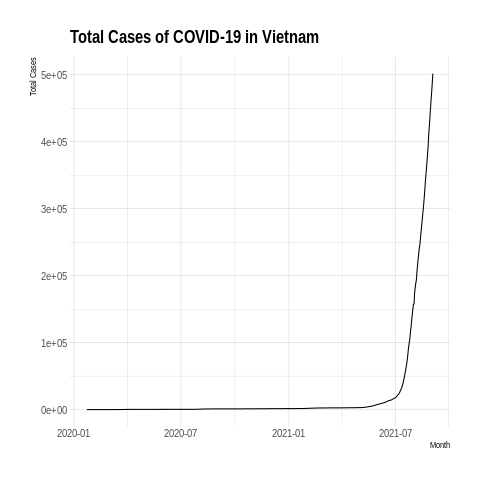 Total Cases of COVID-19 in Vietnam
Total Cases
5e+05
4e+05
3e+05
2e+05
1e+05
0e+00
2020-01
2020-07
2021-01
2021-07
Month